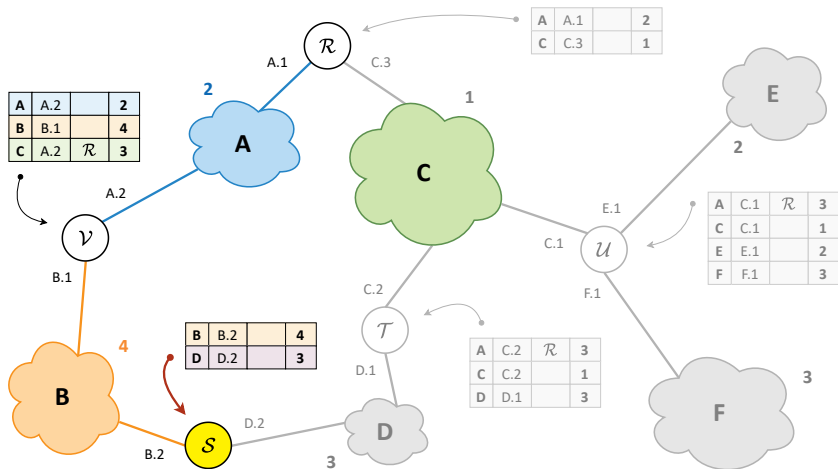 R
A A.1 2
C C.3 1
A.1
C.3
2
1
E
A A.2 2
B B.1 4
C A.2 R 3
A
C
2
A.2
E.1
A C.1 R 3
C C.1 1
E E.1 2
F F.1 3
V
C.1
U
B.1
F.1
C.2
B B.2 4
D D.2 3
4
T
A C.2 R 3
C C.2 1
D D.1 3
D.1
3
B
F
D.2
D
S
B.2
3